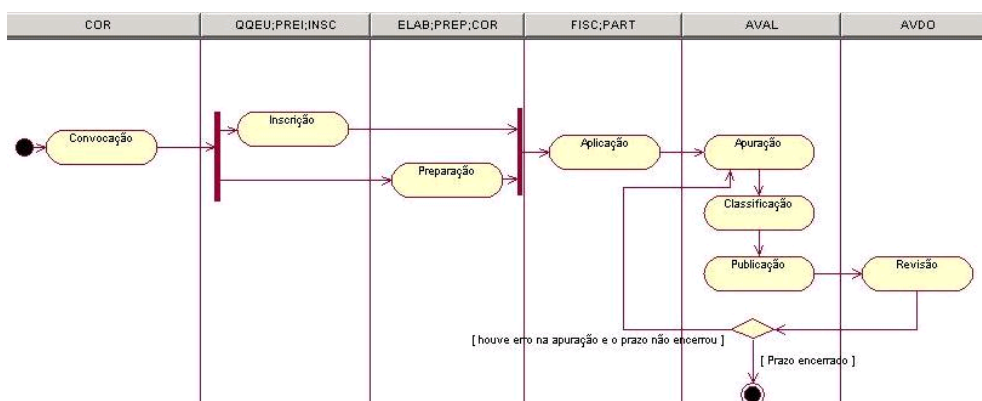 COR
QQEU;PREI;INSC
ELAB;PREP;COR
FISC;PART
AVAL
AVDO
Convocação
Inscrição
Preparação
Aplicação
Apuração
Classificação
Publicação
Revisão
[ houve erro na apuração e o prazo não encerrou ]
[ Prazo encerrado ]